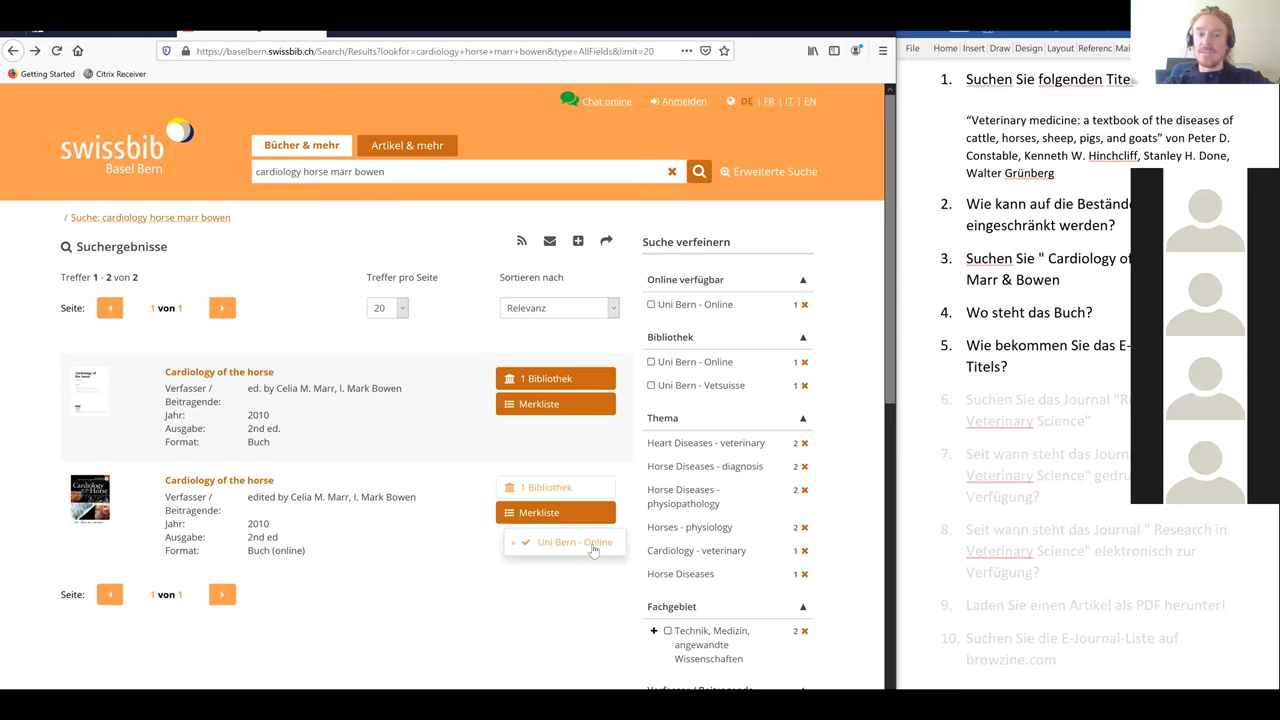 https://baselbern.swissbib.ch/Search/Results?lookfor=cardiology+horse+marr+bowen&type=AllFields&limit=20
Getting Started
Citrix Receiver
Chat online
Anmelden
DE | FR | IT | EN
swissbib
Basel Bern
Bücher & mehr
Artikel & mehr
cardiology horse marr bowen
Erweiterte Suche
/ Suche: cardiology horse marr bowen
Suchergebnisse
Treffer 1 - 2 von 2
Treffer pro Seite
Sortieren nach
Seite:
1 von 1
20
Relevanz
Cardiology of the horse
Verfasser / Beitragende:
ed. by Celia M. Marr, I. Mark Bowen
Jahr: 2010
Ausgabe: 2nd ed.
Format: Buch
1 Bibliothek
Merkliste
Cardiology of the horse
Verfasser / Beitragende:
edited by Celia M. Marr, I. Mark Bowen
Jahr: 2010
Ausgabe: 2nd ed
Format: Buch (online)
1 Bibliothek
Merkliste
» Uni Bern - Online
Seite:
1 von 1
Suche verfeinern
Online verfügbar
Uni Bern - Online 1
Bibliothek
Uni Bern - Online 1
Uni Bern - Vetsuisse 1
Thema
Heart Diseases - veterinary 2
Horse Diseases - diagnosis 2
Horse Diseases - 2
physiopathology
Horses - physiology 2
Cardiology - veterinary 1
Horse Diseases 1
Fachgebiet
Technik, Medizin, 2
angewandte
Wissenschaften
Verfasser / Beitragende
File Home Insert Draw Design Layout Referenc Mai
1. Suchen Sie folgenden Tite
“Veterinary medicine: a textbook of the diseases of
cattle, horses, sheep, pigs, and goats” von Peter D.
Constable, Kenneth W. Hinchcliff, Stanley H. Done,
Walter Grünberg
2. Wie kann auf die Bestände
eingeschränkt werden?
3. Suchen Sie " Cardiology of
Marr & Bowen
4. Wo steht das Buch?
5. Wie bekommen Sie das E-
Titels?
6. Suchen Sie das Journal "Re
Veterinary Science"
7. Seit wann steht das Journa
Veterinary Science" gedru
Verfügung?
8. Seit wann steht das Journal " Research in
Veterinary Science" elektronisch zur
Verfügung?
9. Laden Sie einen Artikel als PDF herunter!
10. Suchen Sie die E-Journal-Liste auf
browzine.com